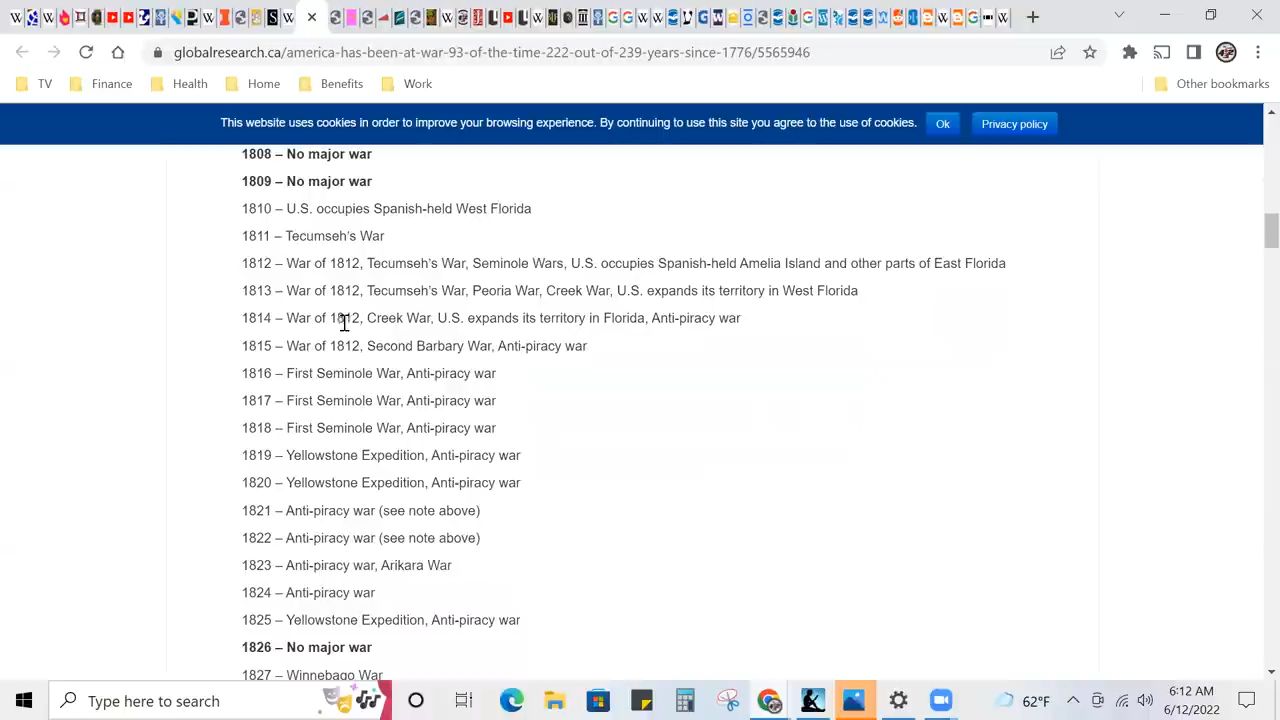 globalresearch.ca/america-has-been-at-war-93-of-the-time-222-out-of-239-years-since-1776/5565946
TV Finance Health Home Benefits Work Other bookmarks
This website uses cookies in order to improve your browsing experience. By continuing to use this site you agree to the use of cookies. Ok Privacy policy
1808 – No major war
1809 – No major war
1810 – U.S. occupies Spanish-held West Florida
1811 – Tecumseh's War
1812 – War of 1812, Tecumseh's War, Seminole Wars, U.S. occupies Spanish-held Amelia Island and other parts of East Florida
1813 – War of 1812, Tecumseh's War, Peoria War, Creek War, U.S. expands its territory in West Florida
1814 – War of 1812, Creek War, U.S. expands its territory in Florida, Anti-piracy war
1815 – War of 1812, Second Barbary War, Anti-piracy war
1816 – First Seminole War, Anti-piracy war
1817 – First Seminole War, Anti-piracy war
1818 – First Seminole War, Anti-piracy war
1819 – Yellowstone Expedition, Anti-piracy war
1820 – Yellowstone Expedition, Anti-piracy war
1821 – Anti-piracy war (see note above)
1822 – Anti-piracy war (see note above)
1823 – Anti-piracy war, Arikara War
1824 – Anti-piracy war
1825 – Yellowstone Expedition, Anti-piracy war
1826 – No major war
1827 – Winnebago War
Type here to search 62°F 6:12 AM
6/12/2022